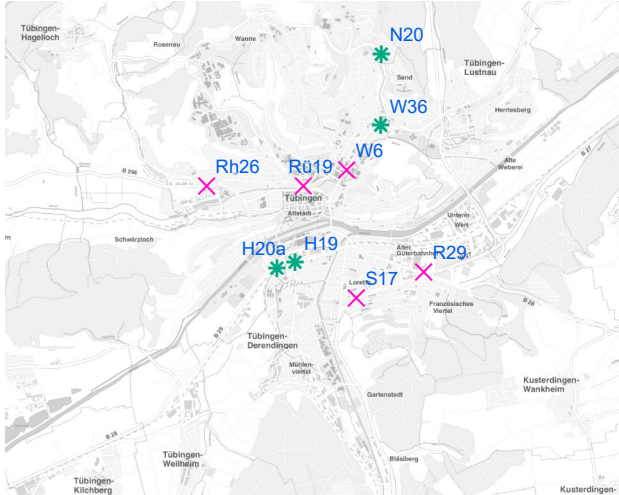 Tübingen-
Hagelloch
Rosenau
Wanne
N20
Sand
Tübingen-
Lustnau
W36
Herrlesberg
W6
B 27
Rh26
Rü19
B 296
Alte
Weberei
Tübingen
Altstadt
Unterer
Wert
Schwärzloch
H20a
H19
Alter
Güterbahnhof
R29
Loretto
S17
B 28
Französisches
Viertel
B 28
Tübingen-
Derendingen
Mühlen-
viertel
Kusterdingen-
Wankheim
Gartenstadt
B 28
Tübingen-
Weilheim
Bläsiberg
Tübingen-
Kilchberg
Kusterdingen-